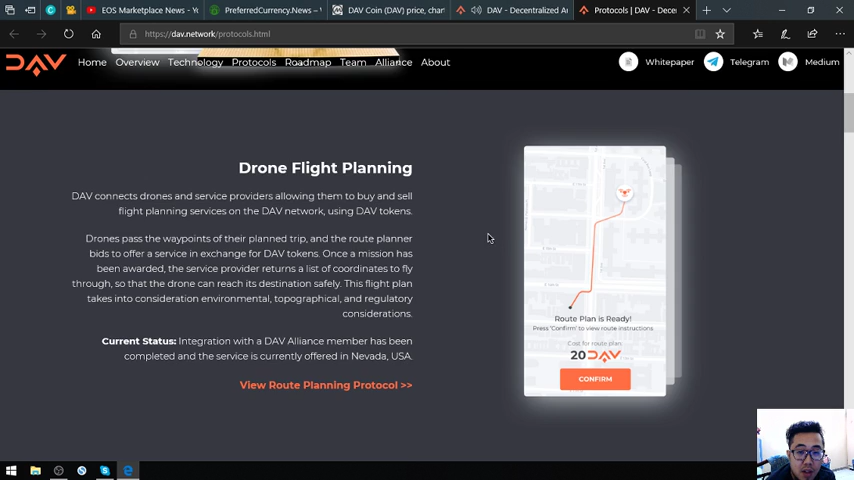 EOS Marketplace News - Yo
PreferredCurrency.News –
DAV Coin (DAV) price, char
DAV - Decentralized A
Protocols | DAV - Decen
https://dav.network/protocols.html
DAV
Home Overview Technology Protocols Roadmap Team Alliance About
Whitepaper Telegram Medium
Drone Flight Planning
DAV connects drones and service providers allowing them to buy and sell
flight planning services on the DAV network, using DAV tokens.
Drones pass the waypoints of their planned trip, and the route planner
bids to offer a service in exchange for DAV tokens. Once a mission has
been awarded, the service provider returns a list of coordinates to fly
through, so that the drone can reach its destination safely. This flight plan
takes into consideration environmental, topographical, and regulatory
considerations.
Current Status: Integration with a DAV Alliance member has been
completed and the service is currently offered in Nevada, USA.
View Route Planning Protocol >>
Route Plan is Ready!
Press 'Confirm' to view route instructions
Cost for route plan:
20 DAV
CONFIRM